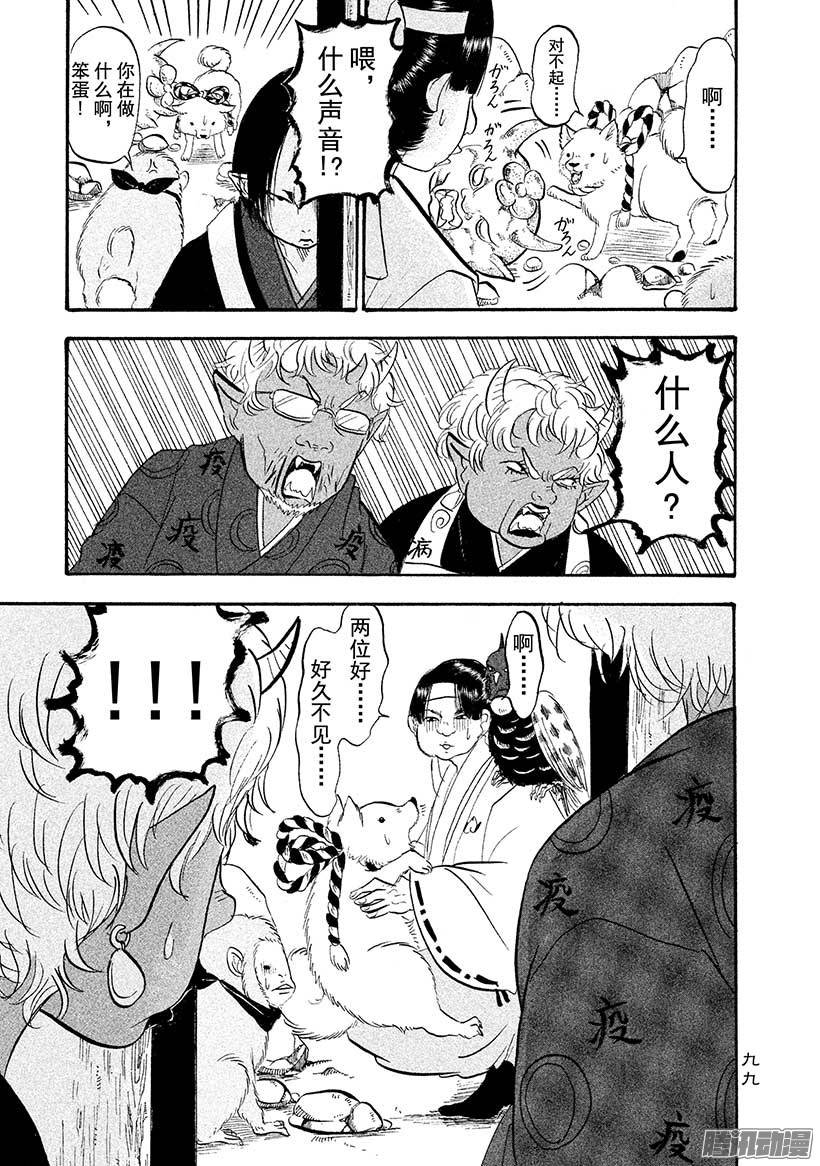 啊……
对不起……
がろん
がろん
がろん
喂，
什么声音!?
你在做
什么啊，
笨蛋！
什么人？
病
疫
疫
疫
疫
啊……
两位好……
好久不见……
！！！
疫
疫
疫
疫
九九
腾讯动漫